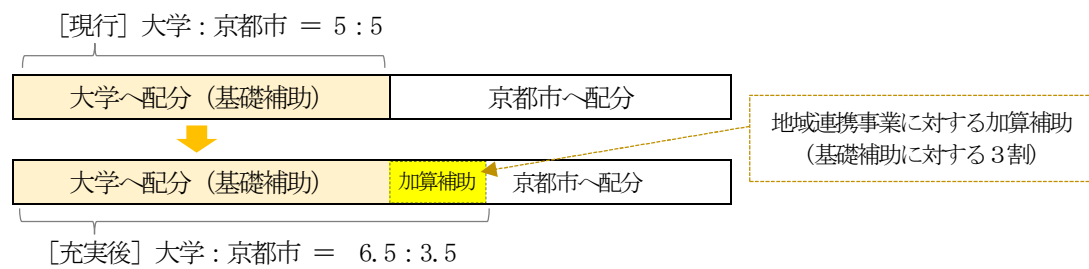 ［現行］大学：京都市 ＝ 5：5
大学へ配分（基礎補助）
京都市へ配分
地域連携事業に対する加算補助
（基礎補助に対する３割）
大学へ配分（基礎補助）
加算補助
京都市へ配分
［充実後］大学：京都市 ＝ 6.5：3.5